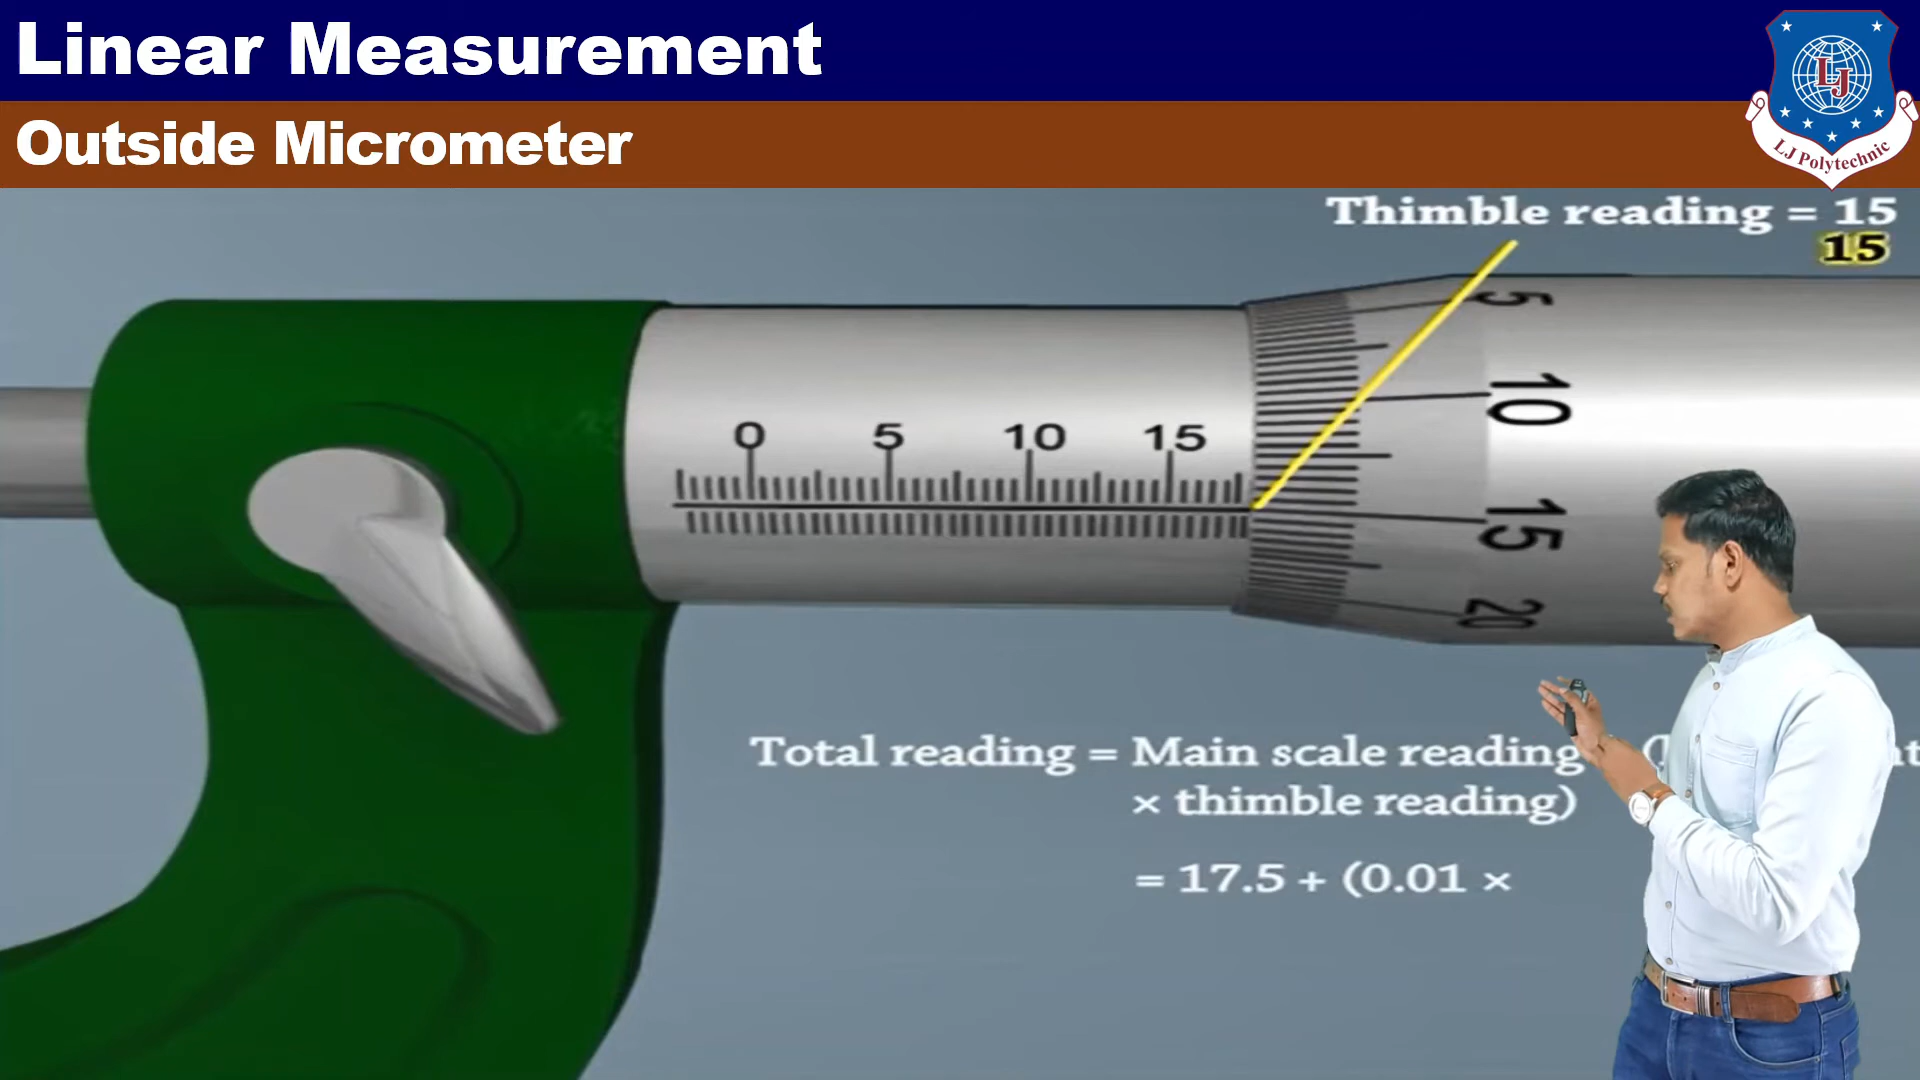 Linear Measurement
Outside Micrometer
LJ
LJ Polytechnic
Thimble reading = 15
15
5
10
15
20
0 5 10 15
Total reading = Main scale reading
× thimble reading)
= 17.5 + (0.01 ×